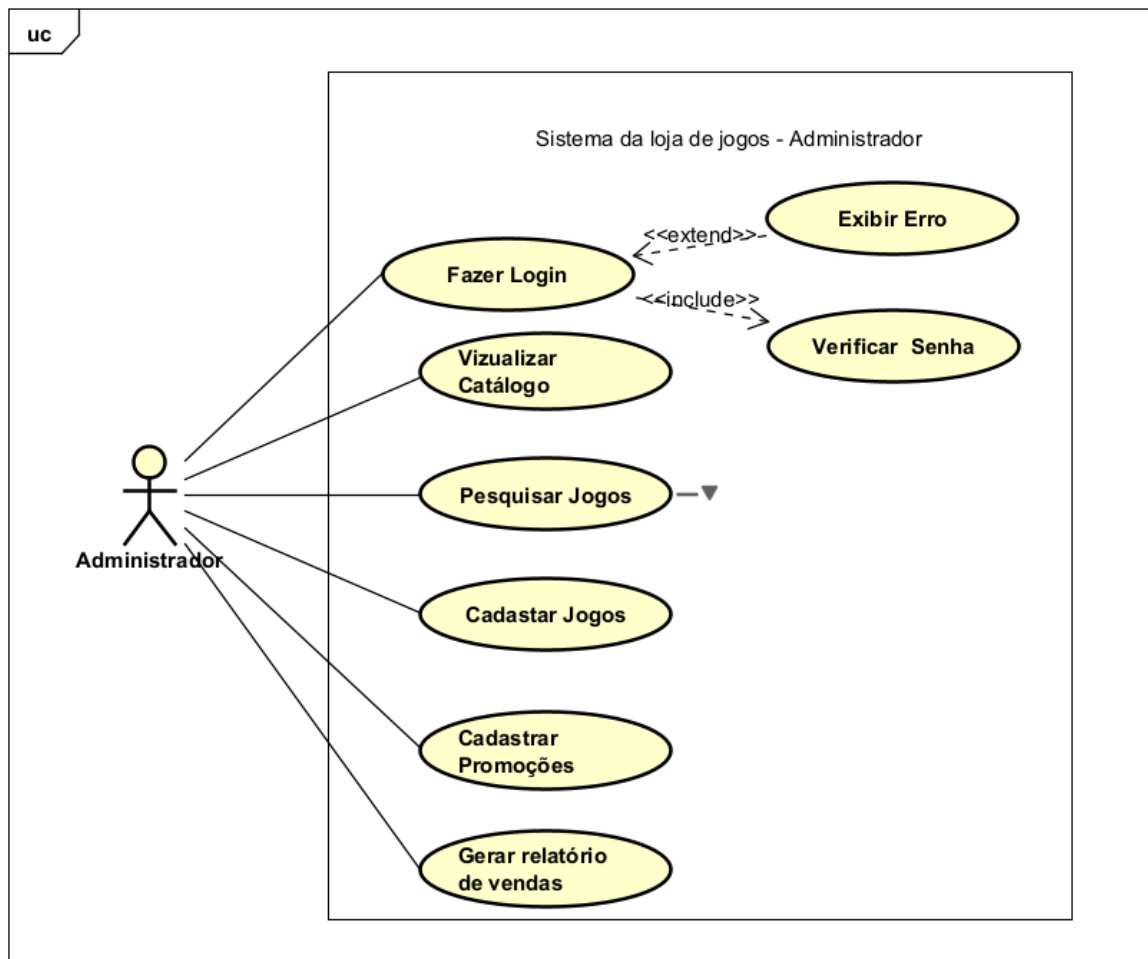 uc
Sistema da loja de jogos - Administrador
Exibir Erro
<<extend>>
Fazer Login
<<include>>
Verificar Senha
Vizualizar
Catálogo
Pesquisar Jogos
Administrador
Cadastar Jogos
Cadastrar
Promoções
Gerar relatório
de vendas